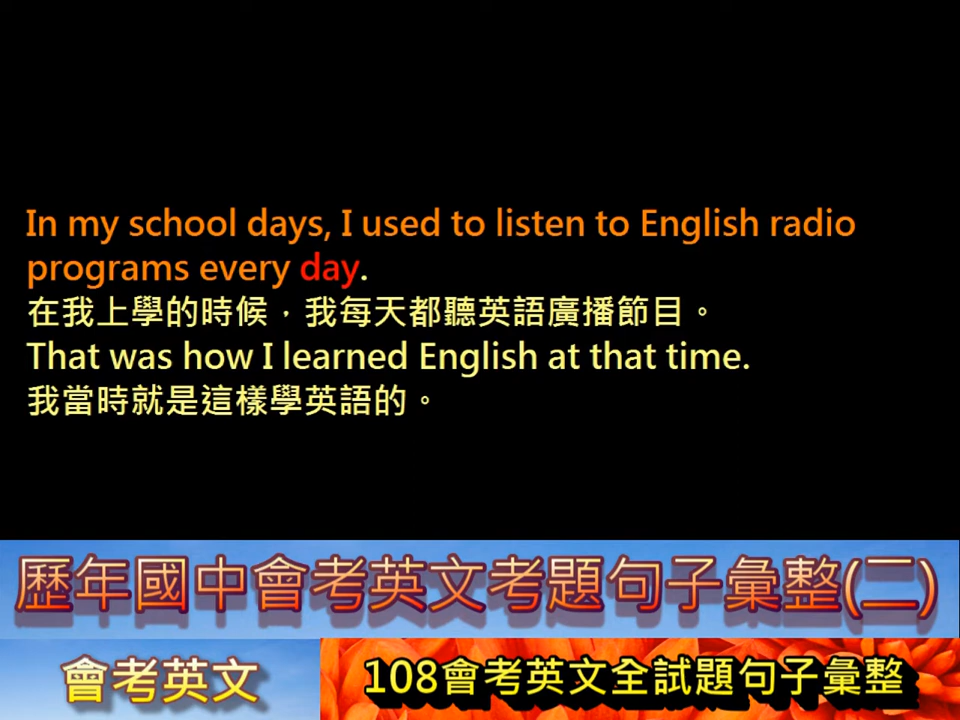 In my school days, I used to listen to English radio
programs every day.
在我上學的時候，我每天都聽英語廣播節目。
That was how I learned English at that time.
我當時就是這樣學英語的。
歷年國中會考英文考題句子彙整(二)
會考英文
108會考英文全試題句子彙整